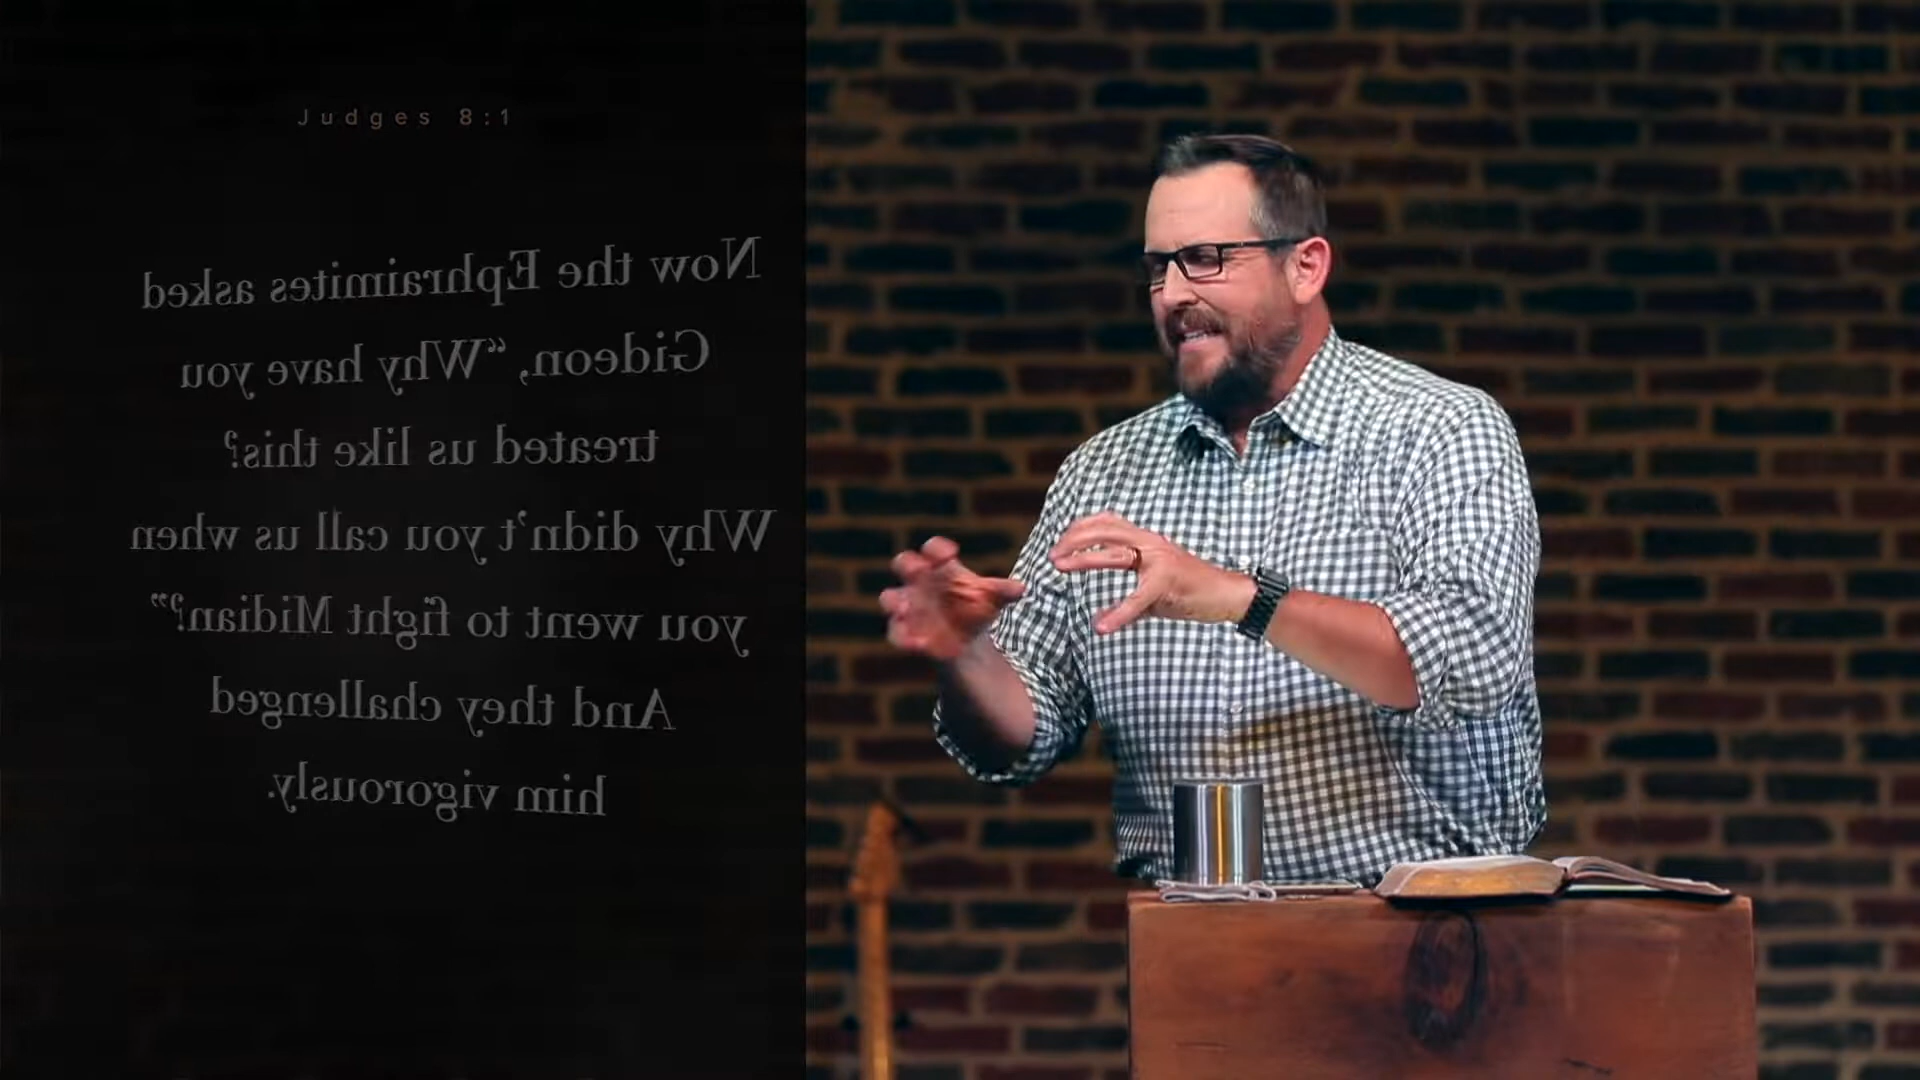 Judges 8:1
Now the Ephraimites asked
Gideon, “Why have you
treated us like this?
Why didn’t you call us when
you went to fight Midian?”
And they challenged
him vigorously.